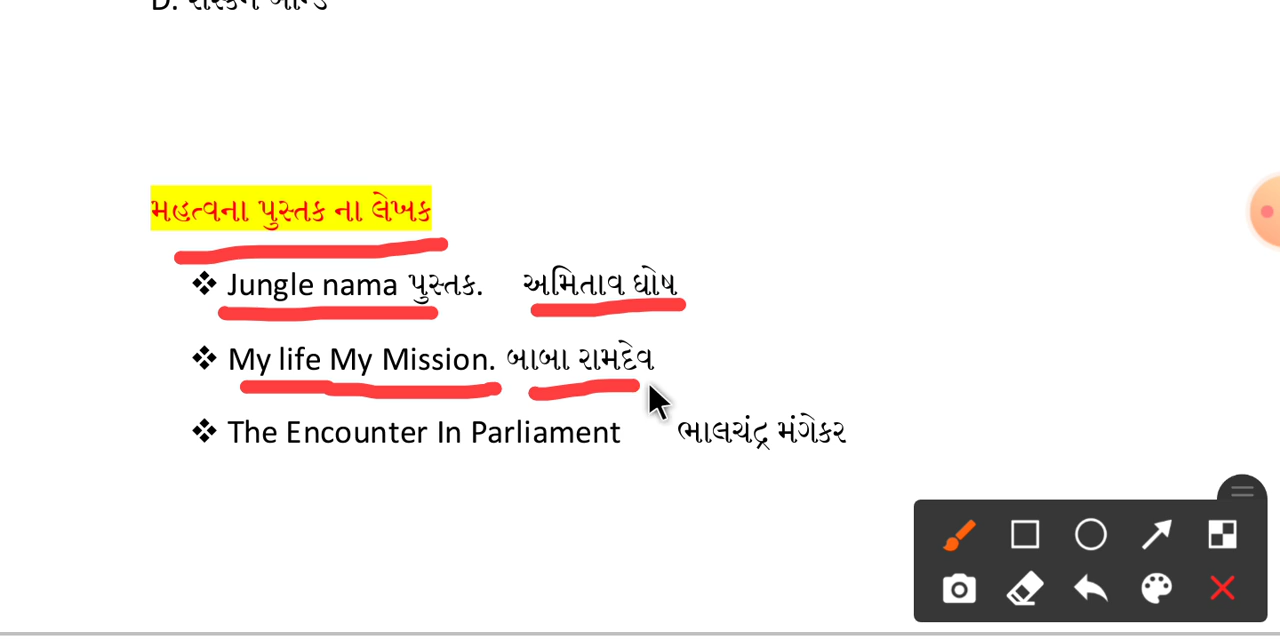 D. રસ્કિન બોન્ડ
મહત્વના પુસ્તક ના લેખક
❖ Jungle nama પુસ્તક. અમિતાવ ઘોષ
❖ My life My Mission. બાબા રામદેવ
❖ The Encounter In Parliament ભાલચંદ્ર મંગેકર